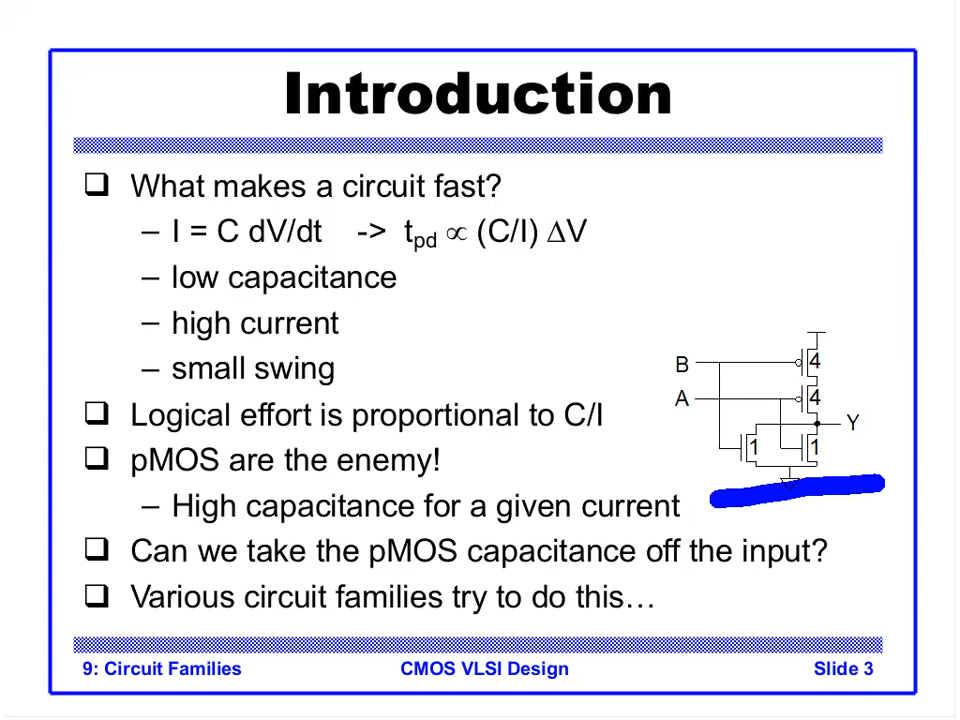 Introduction
❑ What makes a circuit fast?
– I = C dV/dt -> tpd ∝ (C/I) ∆V
– low capacitance
– high current
– small swing
❑ Logical effort is proportional to C/I
❑ pMOS are the enemy!
– High capacitance for a given current
❑ Can we take the pMOS capacitance off the input?
❑ Various circuit families try to do this…
B
4
A
4
Y
1
1
9: Circuit Families
CMOS VLSI Design
Slide 3